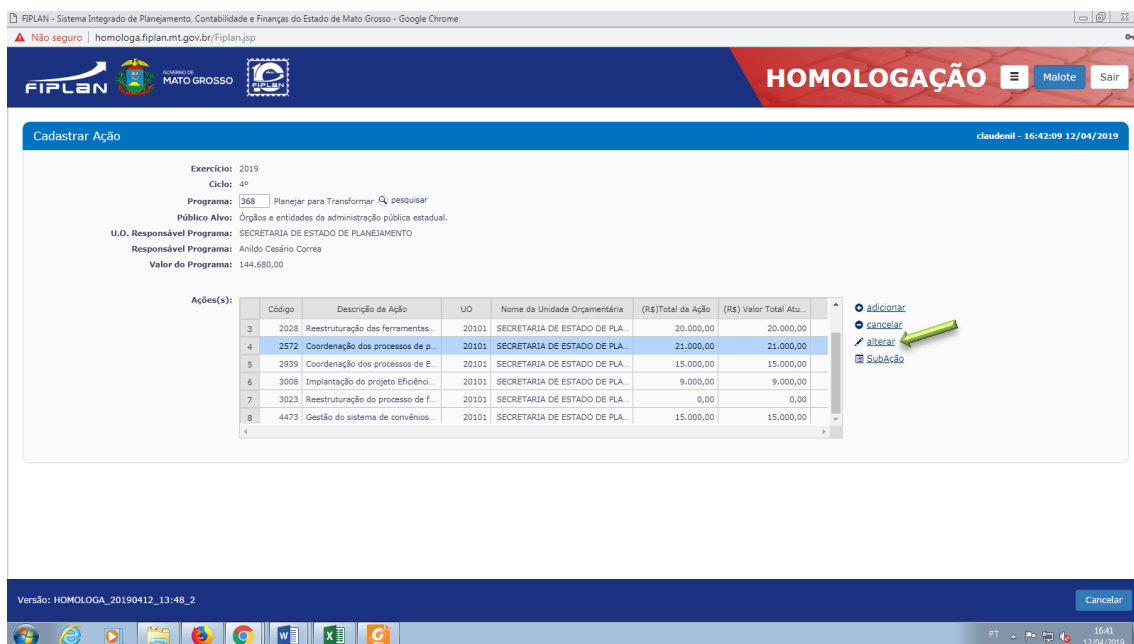 FIPLAN - Sistema Integrado de Planejamento, Contabilidade e Finanças do Estado de Mato Grosso - Google Chrome
Não seguro | homologa.fiplan.mt.gov.br/Fiplan.jsp
FIPLAN GOVERNO DE MATO GROSSO FIPLAN HOMOLOGAÇÃO Malote Sair
Cadastrar Ação claudenil - 16:42:09 12/04/2019
Exercício: 2019
Ciclo: 4º
Programa: 368 Planejar para Transformar pesquisar
Público Alvo: Órgãos e entidades da administração pública estadual.
U.O. Responsável Programa: SECRETARIA DE ESTADO DE PLANEJAMENTO
Responsável Programa: Anildo Cesário Correa
Valor do Programa: 144.680,00
Ações(s):
Código Descrição da Ação UO Nome da Unidade Orçamentária (R$)Total da Ação (R$) Valor Total Atu...
3 2028 Reestruturação das ferramentas... 20101 SECRETARIA DE ESTADO DE PLA... 20.000,00 20.000,00
4 2572 Coordenação dos processos de p... 20101 SECRETARIA DE ESTADO DE PLA... 21.000,00 21.000,00
5 2939 Coordenação dos processos de E... 20101 SECRETARIA DE ESTADO DE PLA... 15.000,00 15.000,00
6 3008 Implantação do projeto Eficiênci... 20101 SECRETARIA DE ESTADO DE PLA... 9.000,00 9.000,00
7 3023 Reestruturação do processo de f... 20101 SECRETARIA DE ESTADO DE PLA... 0,00 0,00
8 4473 Gestão do sistema de convênios... 20101 SECRETARIA DE ESTADO DE PLA... 15.000,00 15.000,00
adicionar
cancelar
alterar
SubAção
Versão: HOMOLOGA_20190412_13:48_2 Cancelar
PT 16:41
12/04/2019